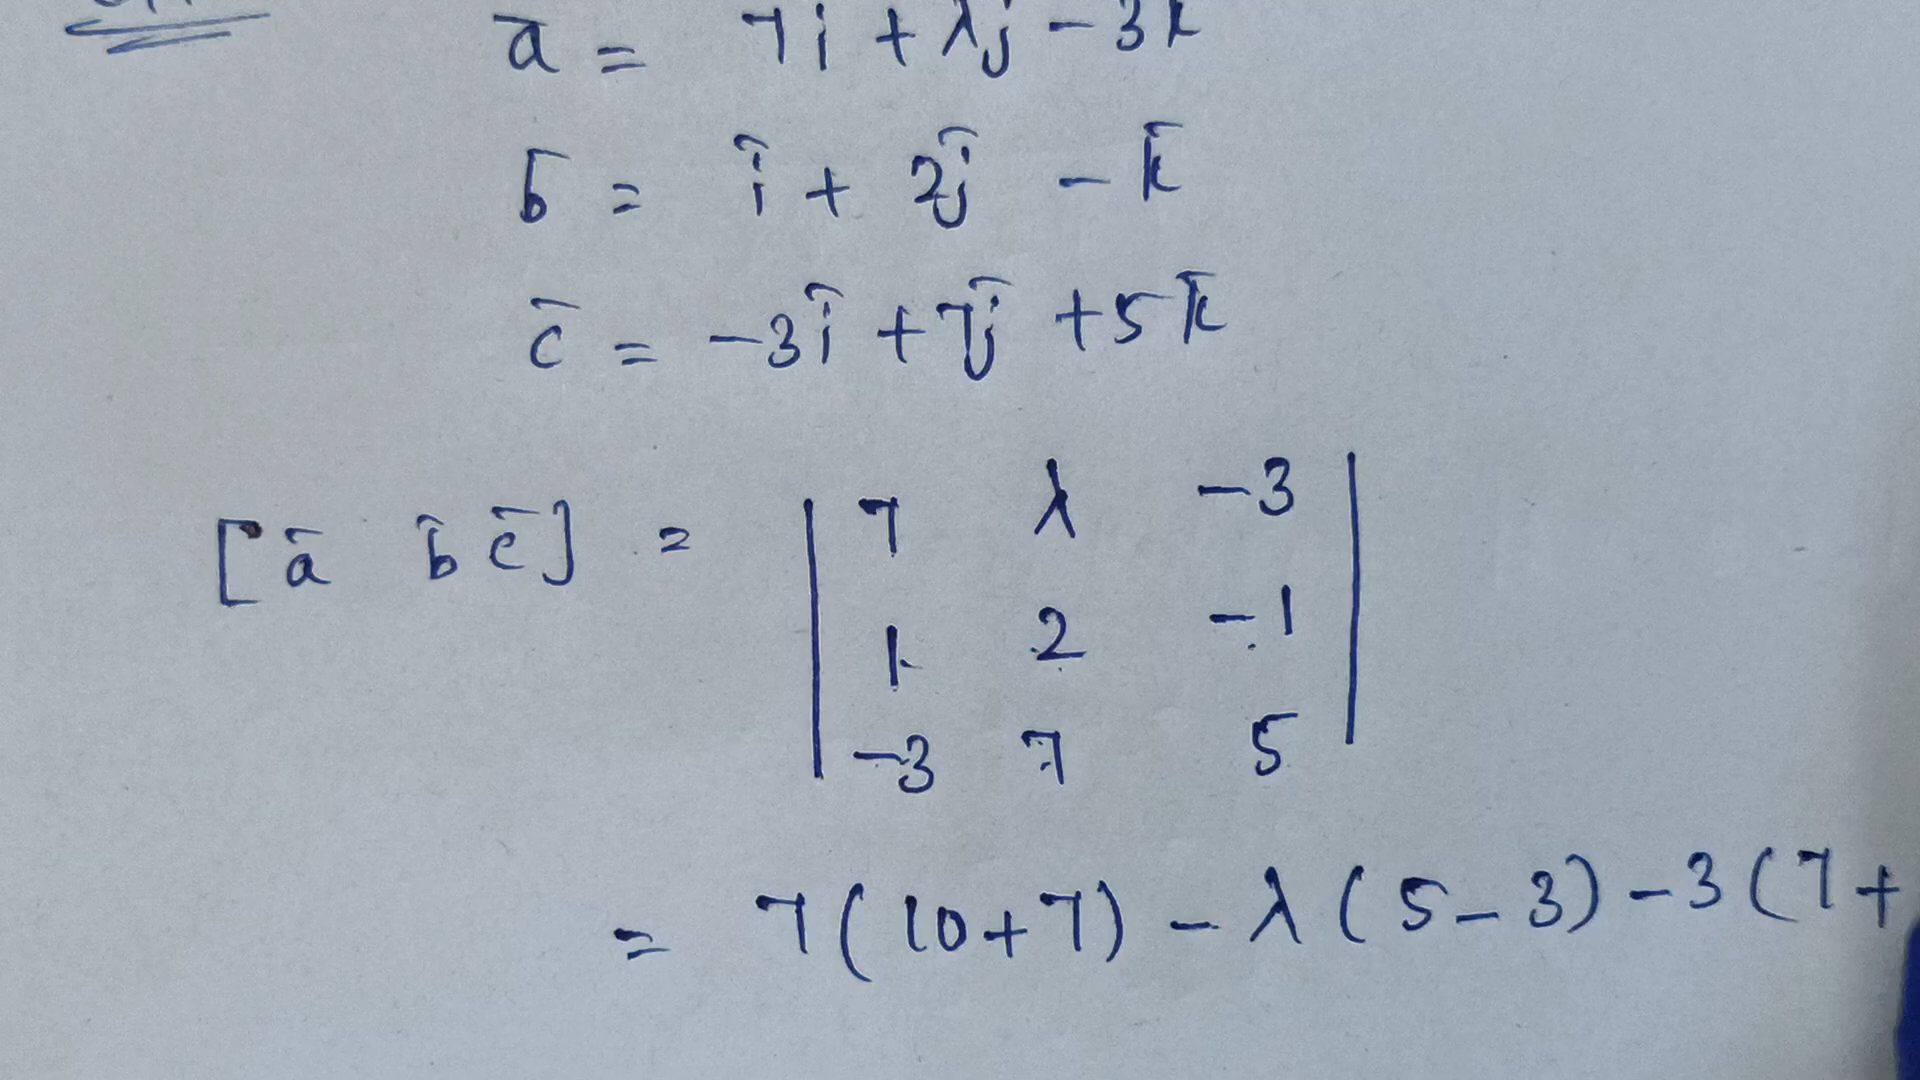 a̅ = 7i + λj - 3k
b̅ = i̅ + 2j̅ - k̅
c̅ = -3i̅ + 7j̅ + 5k̅
[a̅ b̅ c̅] = | 7 λ -3 |
| 1 2 -1 |
| -3 7 5 |
= 7(10+7) - λ(5-3) - 3(7+